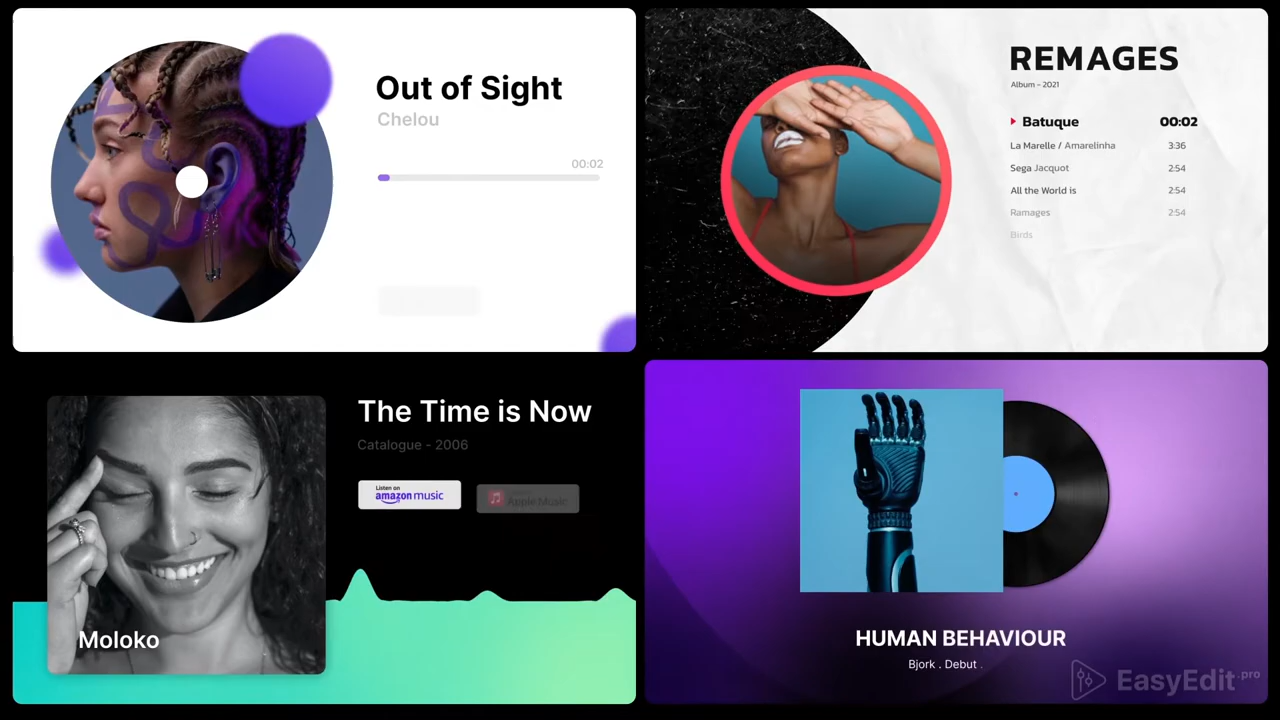 Out of Sight
Chelou
00:02
REMAGES
Album - 2021
Batuque 00:02
La Marelle / Amarelinha 3:36
Sega Jacquot 2:54
All the World is 2:54
Ramages 2:54
Birds
The Time is Now
Catalogue - 2006
Listen on
amazon music
Apple Music
Moloko
HUMAN BEHAVIOUR
Bjork . Debut .
EasyEdit.pro